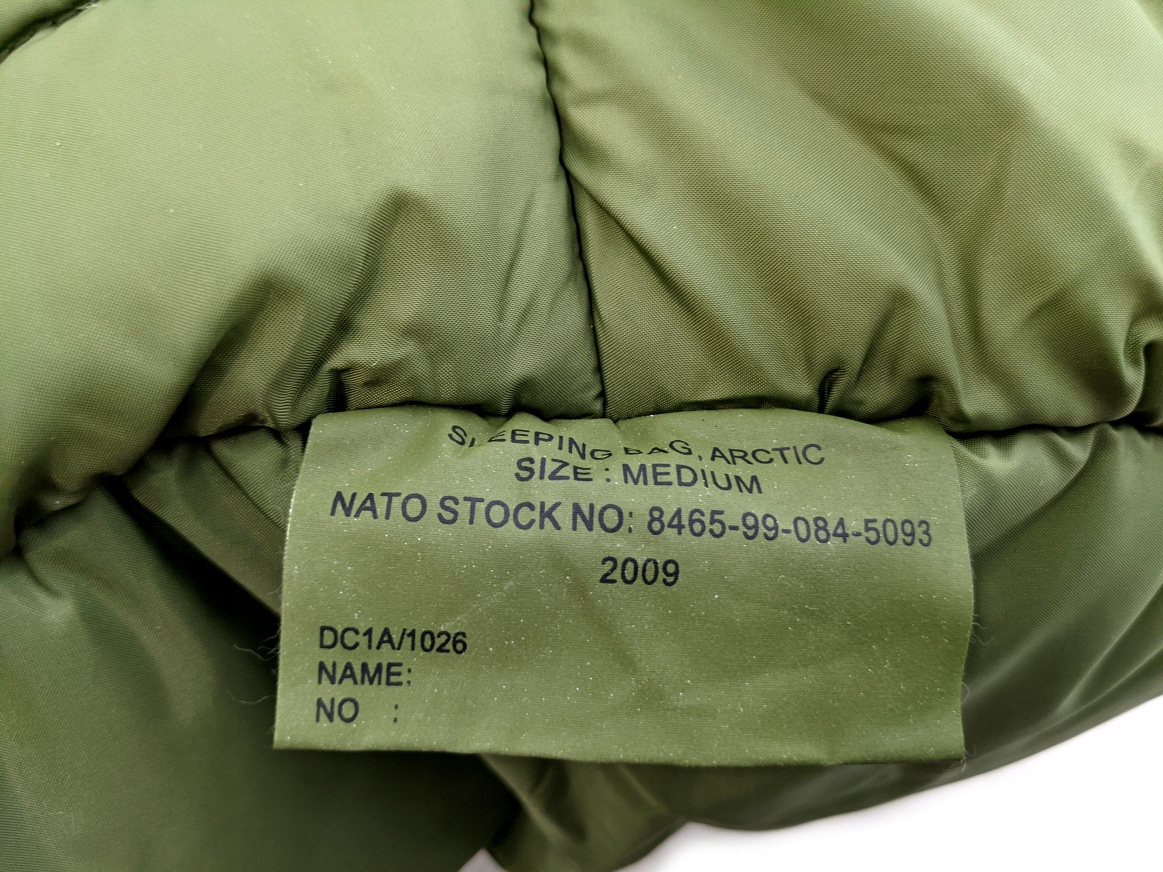 SLEEPING BAG, ARCTIC
SIZE : MEDIUM
NATO STOCK NO: 8465-99-084-5093
2009
DC1A/1026
NAME:
NO :